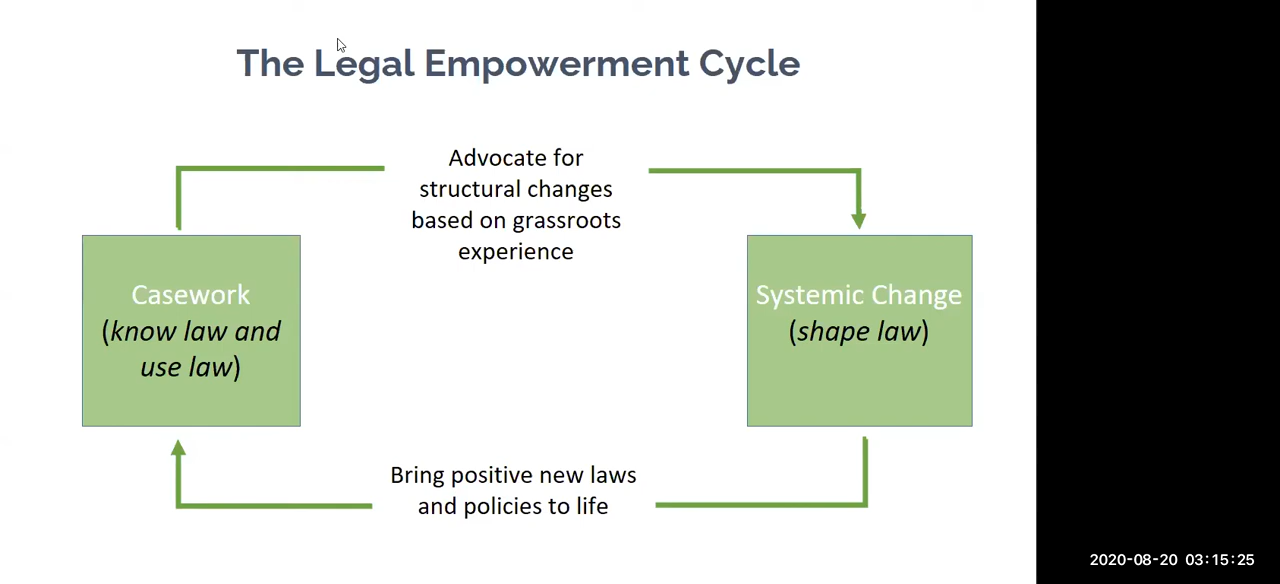 The Legal Empowerment Cycle
Advocate for
structural changes
based on grassroots
experience
Casework
(know law and
use law)
Systemic Change
(shape law)
Bring positive new laws
and policies to life
2020-08-20 03:15:25